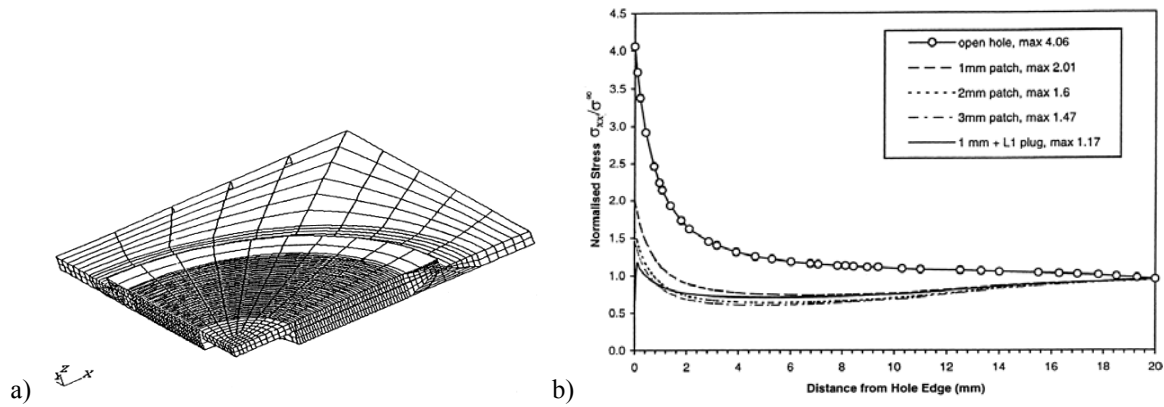 a)
z
x
b)
4.5
4.0
3.5
3.0
2.5
2.0
1.5
1.0
0.5
0.0
Normalised Stress σxx/σ∞
open hole, max 4.06
1mm patch, max 2.01
2mm patch, max 1.6
3mm patch, max 1.47
1 mm + L1 plug, max 1.17
0 2 4 6 8 10 12 14 16 18 20
Distance from Hole Edge (mm)